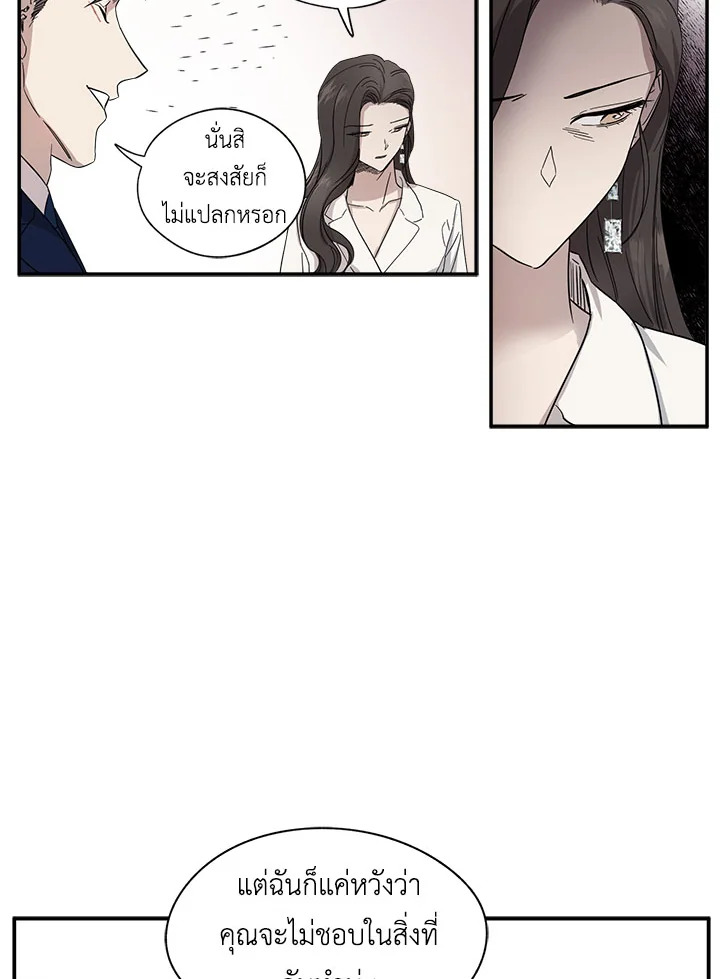 นั่นสิ
จะสงสัยก็
ไม่แปลกหรอก
แต่ฉันก็แค่หวังว่า
คุณจะไม่ชอบในสิ่งที่